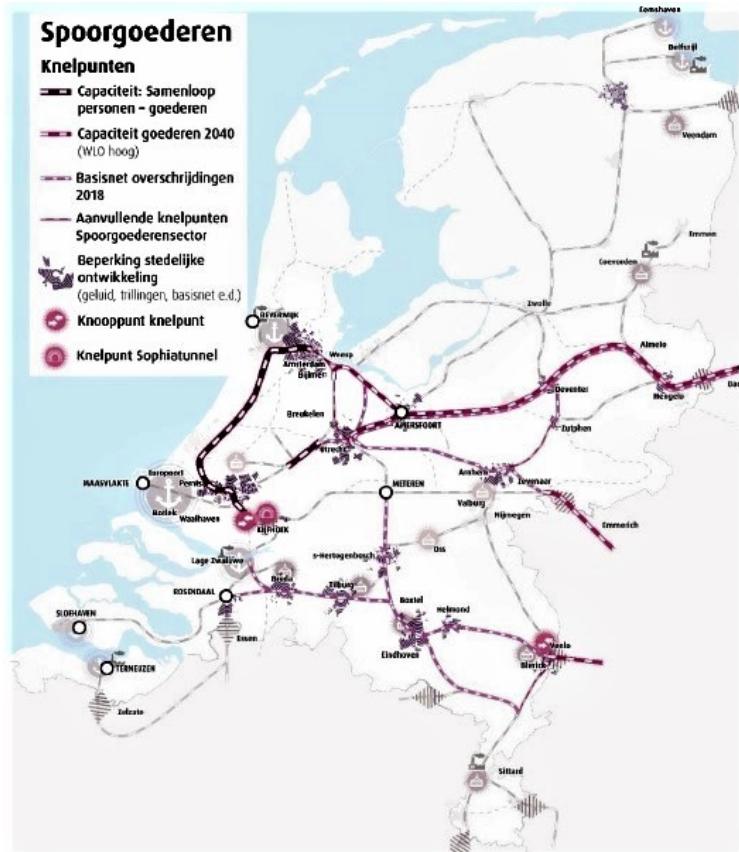 Spoorgoederen
Knelpunten
Capaciteit: Samenloop
personen – goederen
Capaciteit goederen 2040
(WLO hoog)
Basisnet overschrijdingen
2018
Aanvullende knelpunten
Spoorgoederensector
Beperking stedelijke
ontwikkeling
(geluid, trillingen, basisnet e.d.)
Knooppunt knelpunt
Knelpunt Sophiatunnel
Eemshaven
Delfzijl
Veendam
Emmen
Coevorden
Zwolle
BEVERWIJK
Amsterdam
Bijlmer
Weesp
Almelo
Hengelo
Deventer
Breukelen
AMERSFOORT
Zutphen
Utrecht
Arnhem
Zevenaar
Europoort
MAASVLAKTE
Pernis
Botlek
Waalhaven
METEREN
Valburg
Nijmegen
Emmerich
KIJFHOEK
Lage Zwaluwe
s-Hertogenbosch
Oss
Breda
Tilburg
Boxtel
Helmond
ROSENDAAL
SLOEHAVEN
Essen
Eindhoven
Venlo
Blerick
TERNEUZEN
Zelzate
Sittard